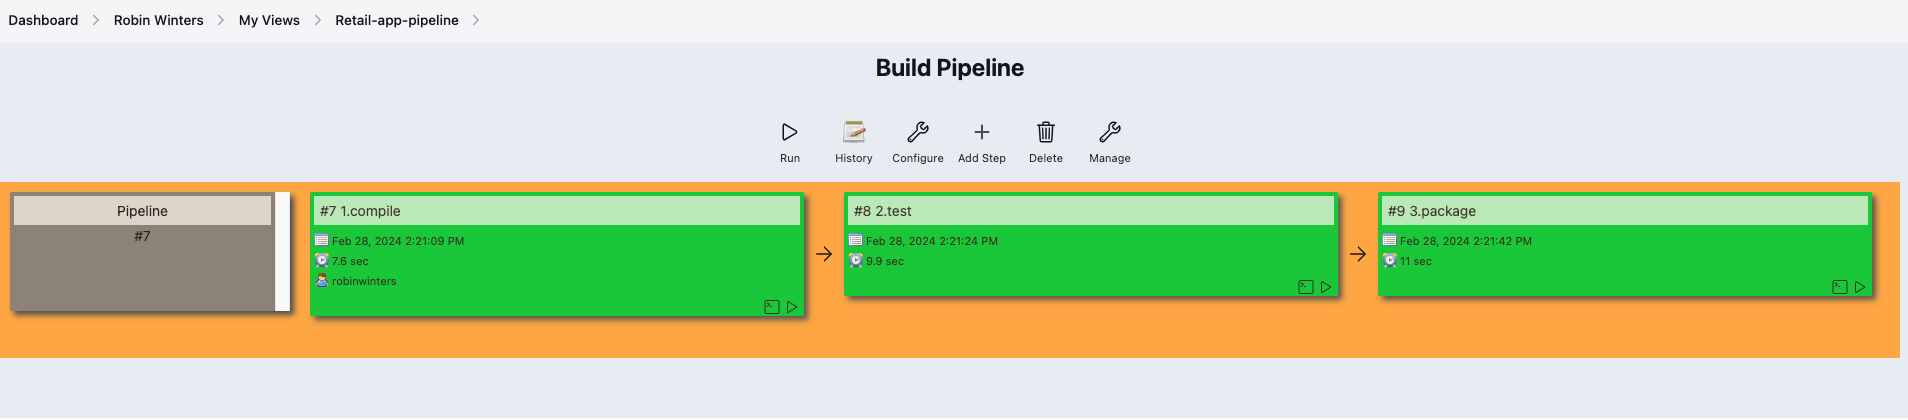 Dashboard > Robin Winters > My Views > Retail-app-pipeline >
Build Pipeline
Run History Configure Add Step Delete Manage
Pipeline
#7
#7 1.compile
Feb 28, 2024 2:21:09 PM
7.6 sec
robinwinters
#8 2.test
Feb 28, 2024 2:21:24 PM
9.9 sec
#9 3.package
Feb 28, 2024 2:21:42 PM
11 sec